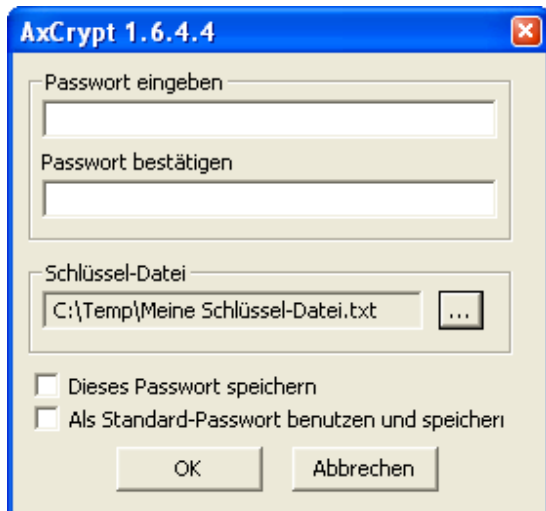 AxCrypt 1.6.4.4
Passwort eingeben
Passwort bestätigen
Schlüssel-Datei
C:\Temp\Meine Schlüssel-Datei.txt
...
Dieses Passwort speichern
Als Standard-Passwort benutzen und speichern
OK
Abbrechen